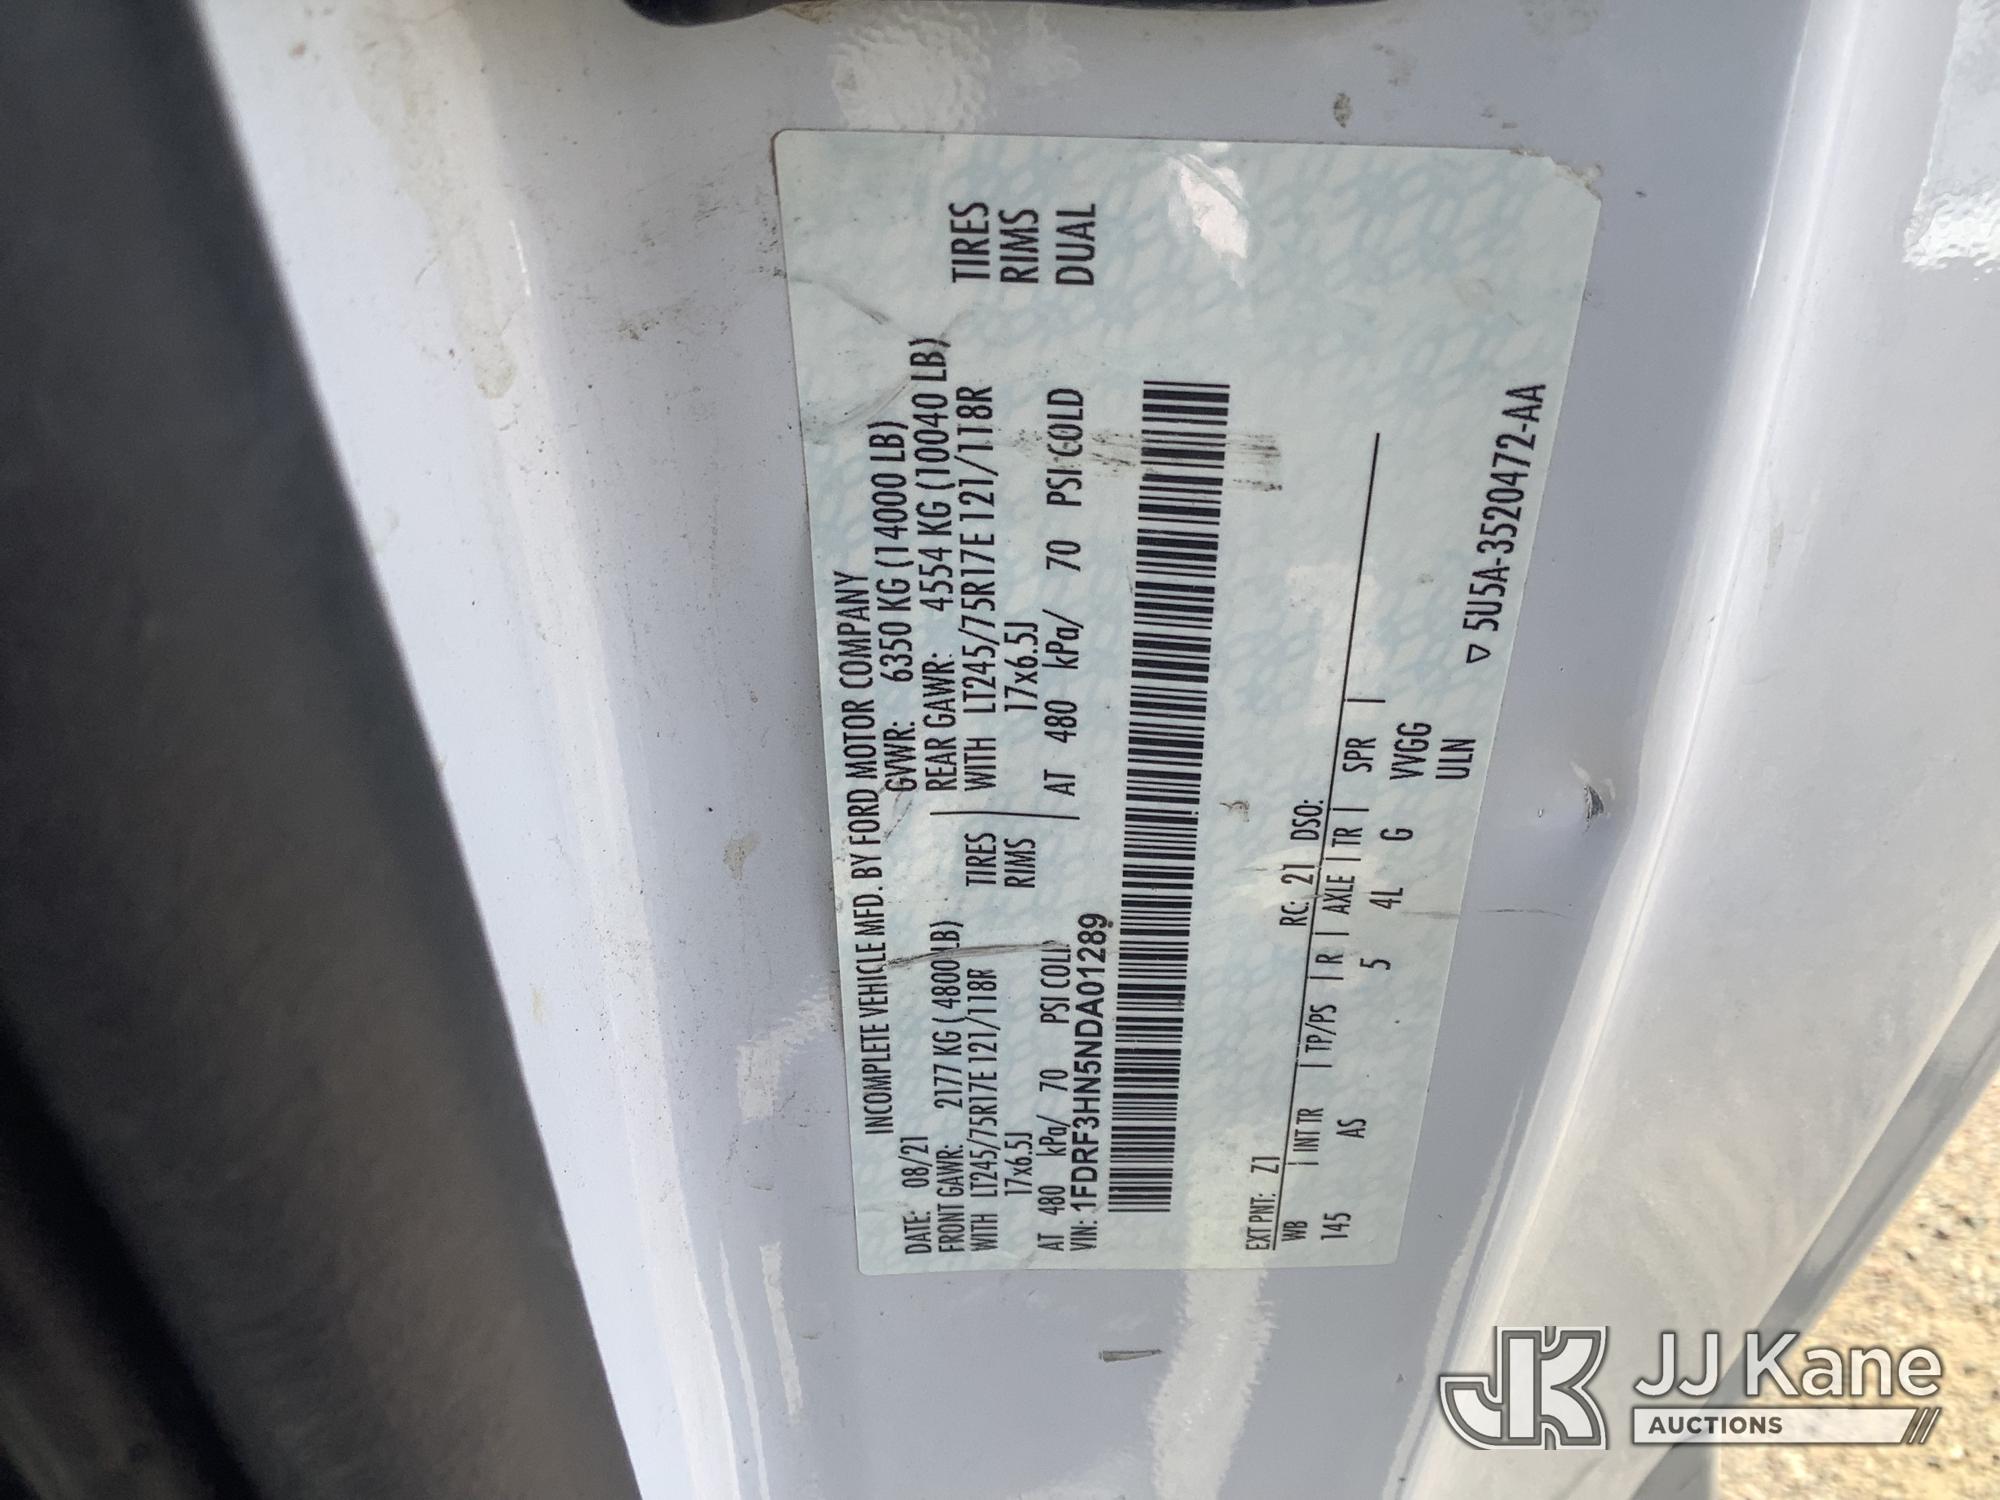 INCOMPLETE VEHICLE MFD. BY FORD MOTOR COMPANY
DATE: 08/21 GVWR: 6350 KG (14000 LB)
FRONT GAWR: 2177 KG ( 4800 LB) REAR GAWR: 4554 KG (10040 LB)
WITH LT245/75R17E 121/118R TIRES WITH LT245/75R17E 121/118R TIRES
17x6.5J RIMS 17x6.5J RIMS
AT 480 kPa/ 70 PSI COLD AT 480 kPa/ 70 PSI COLD DUAL
VIN: 1FDRF3HN5NDA01289
EXT PNT: Z1 RC: 21 DSO:
WB | INT TR | TP/PS | R | AXLE | TR | SPR |
145 AS 5 4L G VVGG
ULN
▽ 5U5A-3520472-AA
JK JJ Kane
AUCTIONS